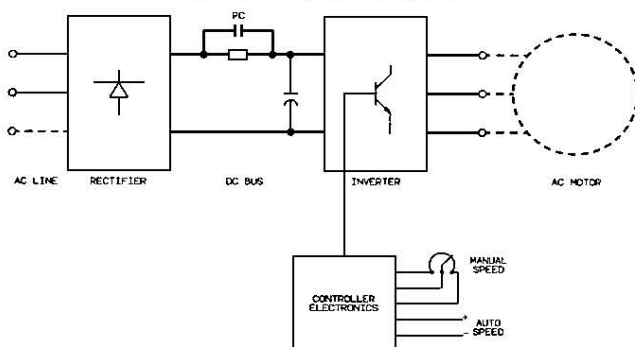 PC
AC LINE
RECTIFIER
DC BUS
INVERTER
AC MOTOR
CONTROLLER
ELECTRONICS
MANUAL
SPEED
+
AUTO
SPEED
-